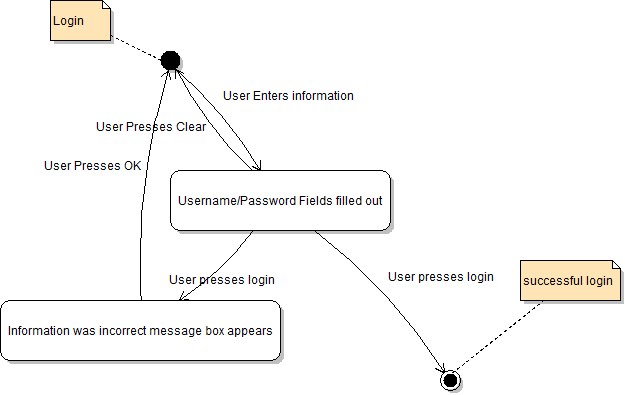 Login
User Enters information
User Presses Clear
User Presses OK
Username/Password Fields filled out
User presses login
User presses login
successful login
Information was incorrect message box appears